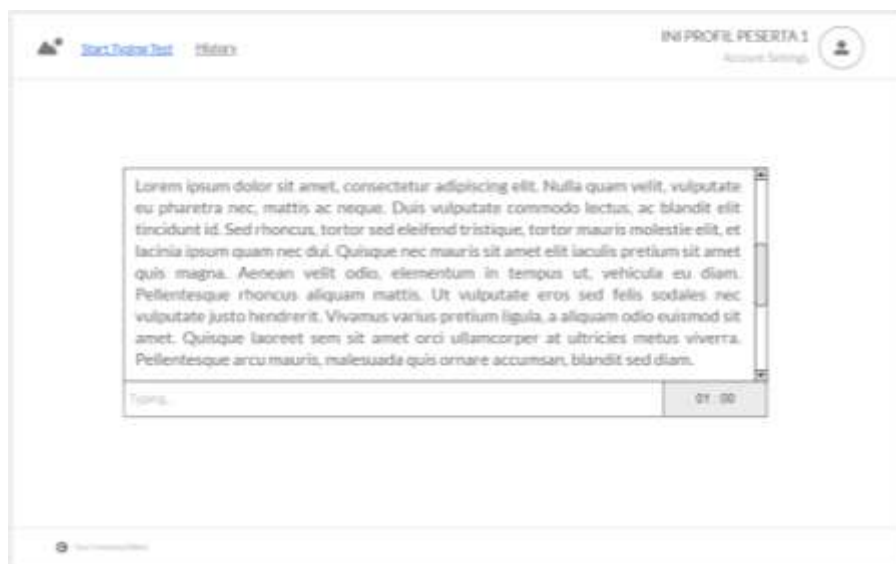 Start Typing Test History
INI PROFIL PESERTA 1
Account Settings
Lorem ipsum dolor sit amet, consectetur adipiscing elit. Nulla quam velit, vulputate
eu pharetra nec, mattis ac neque. Duis vulputate commodo lectus, ac blandit elit
tincidunt id. Sed rhoncus, tortor sed eleifend tristique, tortor mauris molestie elit, et
lacinia ipsum quam nec dui. Quisque nec mauris sit amet elit iaculis pretium sit amet
quis magna. Aenean velit odio, elementum in tempus ut, vehicula eu diam.
Pellentesque rhoncus aliquam mattis. Ut vulputate eros sed felis sodales nec
vulputate justo hendrerit. Vivamus varius pretium ligula, a aliquam odio euismod sit
amet. Quisque laoreet sem sit amet orci ullamcorper at ultricies metus viverra.
Pellentesque arcu mauris, malesuada quis ornare accumsan, blandit sed diam.
Typing...
01 : 00